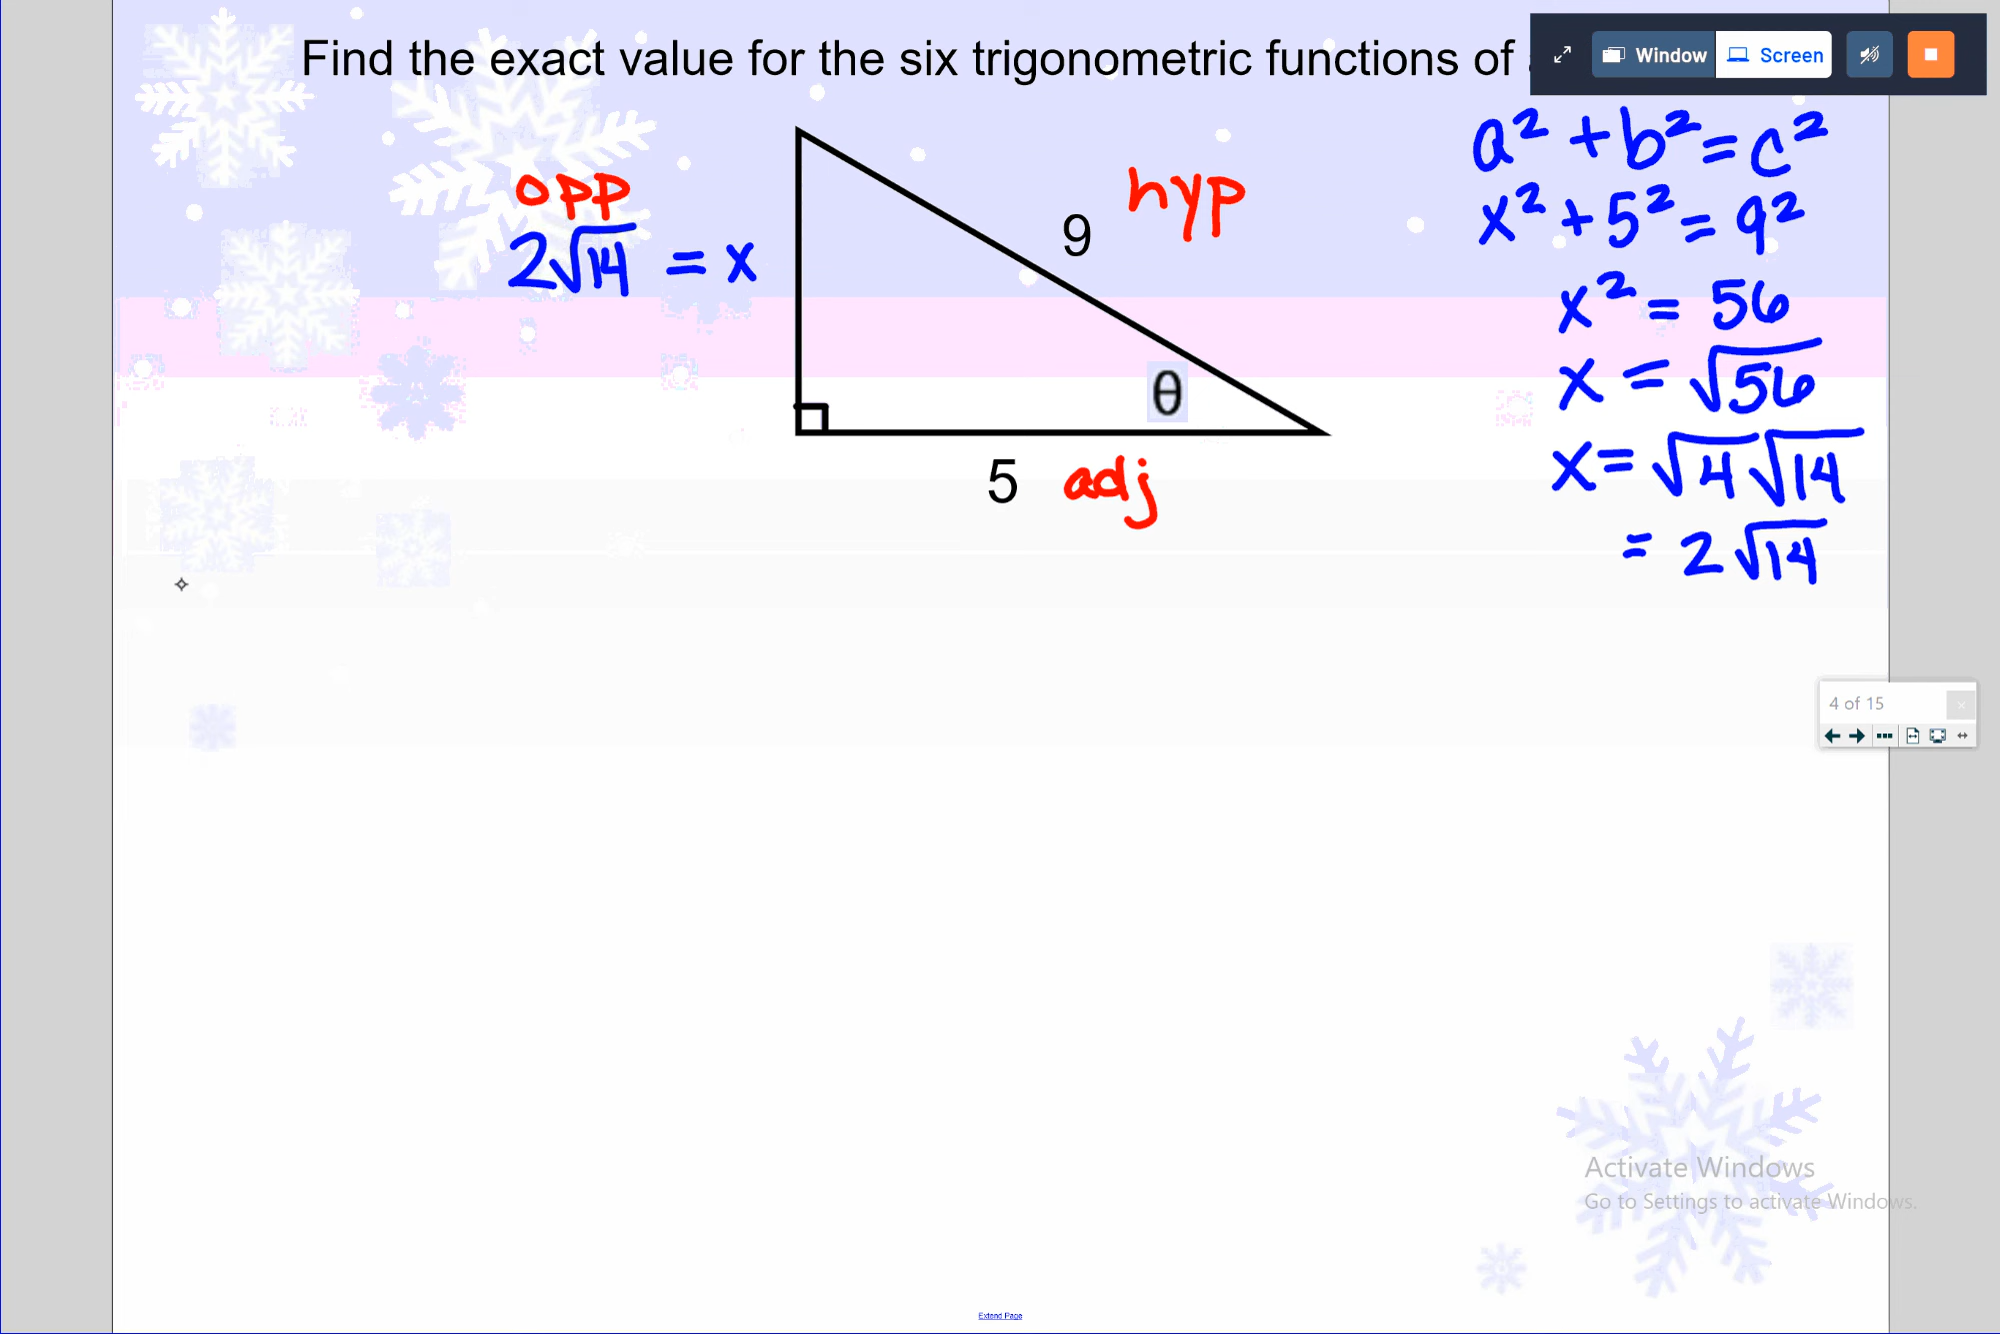 Find the exact value for the six trigonometric functions of
Window
Screen
a² + b² = c²
x² + 5² = 9²
x² = 56
x = √56
x = √4 √14
= 2√14
opp
2√14 = x
9 hyp
θ
5 adj
4 of 15
Activate Windows
Go to Settings to activate Windows.
Extend Page